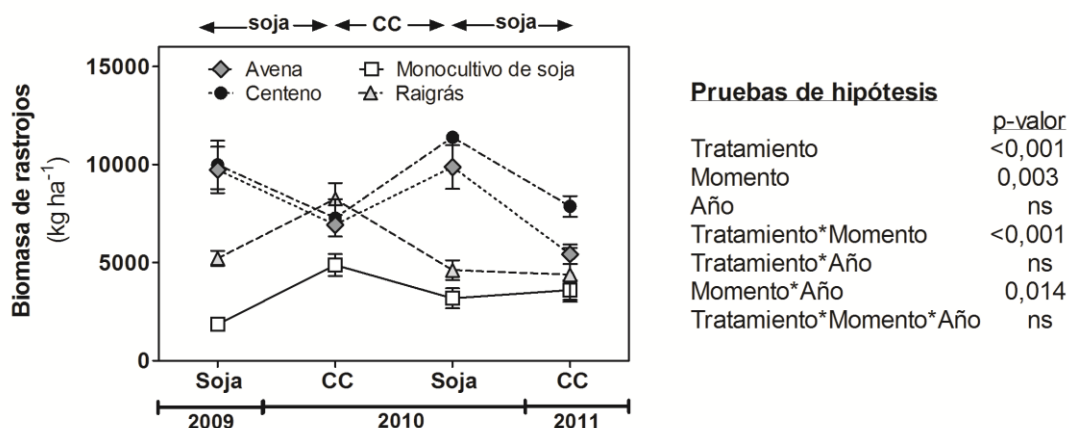 soja CC soja
15000
Avena Monocultivo de soja
Centeno Raigrás
10000
5000
0
Biomasa de rastrojos
(kg ha⁻¹)
Soja CC Soja CC
2009 2010 2011
Pruebas de hipótesis
p-valor
Tratamiento <0,001
Momento 0,003
Año ns
Tratamiento*Momento <0,001
Tratamiento*Año ns
Momento*Año 0,014
Tratamiento*Momento*Año ns